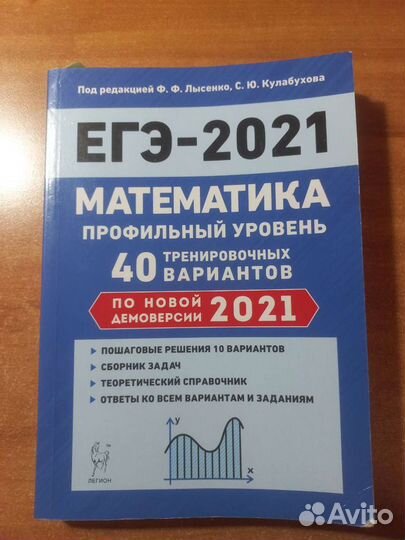 Под редакцией Ф. Ф. Лысенко, С. Ю. Кулабухова
ЕГЭ-2021
МАТЕМАТИКА
ПРОФИЛЬНЫЙ УРОВЕНЬ
40 ТРЕНИРОВОЧНЫХ
ВАРИАНТОВ
ПО НОВОЙ
ДЕМОВЕРСИИ 2021
ПОШАГОВЫЕ РЕШЕНИЯ 10 ВАРИАНТОВ
СБОРНИК ЗАДАЧ
ТЕОРЕТИЧЕСКИЙ СПРАВОЧНИК
ОТВЕТЫ КО ВСЕМ ВАРИАНТАМ И ЗАДАНИЯМ
y
x
ЛЕГИОН
Avito